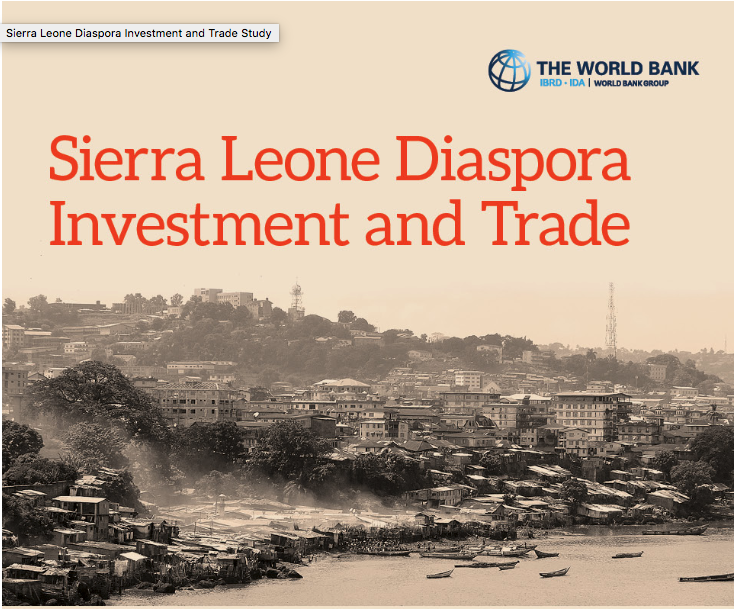 Sierra Leone Diaspora Investment and Trade Study
THE WORLD BANK
IBRD • IDA | WORLD BANK GROUP
Sierra Leone Diaspora
Investment and Trade